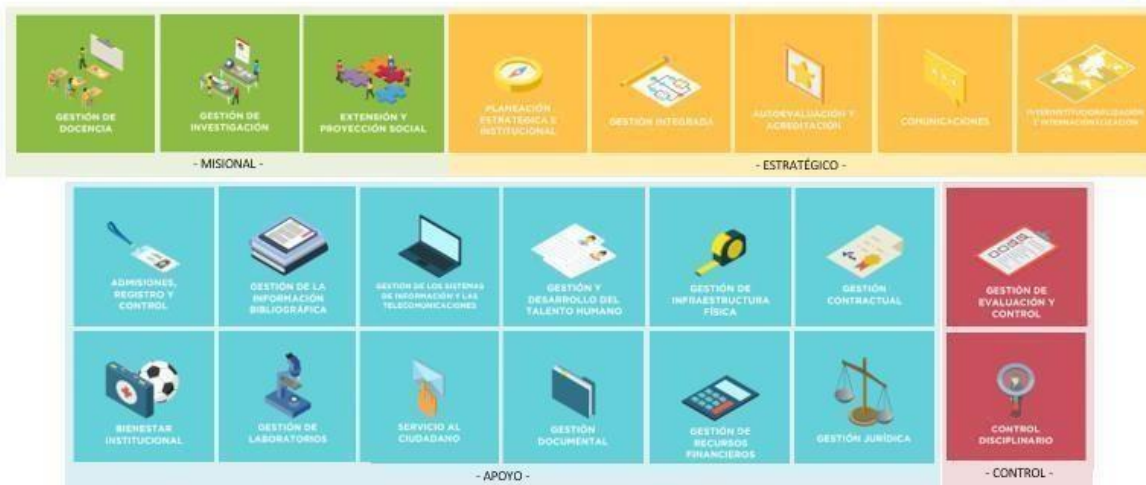 GESTIÓN DE
DOCENCIA
GESTIÓN DE
INVESTIGACIÓN
EXTENSIÓN Y
PROYECCIÓN SOCIAL
PLANEACIÓN
ESTRATÉGICA E
INSTITUCIONAL
GESTIÓN INTEGRADA
AUTOEVALUACIÓN Y
ACREDITACIÓN
COMUNICACIONES
INTERINSTITUCIONALIZACIÓN
E INTERNACIONALIZACIÓN
- MISIONAL -
- ESTRATÉGICO -
ADMISIONES,
REGISTRO Y
CONTROL
GESTIÓN DE LA
INFORMACIÓN
BIBLIOGRÁFICA
GESTIÓN DE LOS SISTEMAS
DE INFORMACIÓN Y LAS
TELECOMUNICACIONES
GESTIÓN Y
DESARROLLO DEL
TALENTO HUMANO
GESTIÓN DE
INFRAESTRUCTURA
FÍSICA
GESTIÓN
CONTRACTUAL
GESTIÓN DE
EVALUACIÓN Y
CONTROL
BIENESTAR
INSTITUCIONAL
GESTIÓN DE
LABORATORIOS
SERVICIO AL
CIUDADANO
GESTIÓN
DOCUMENTAL
GESTIÓN DE
RECURSOS
FINANCIEROS
GESTIÓN JURÍDICA
CONTROL
DISCIPLINARIO
- APOYO -
- CONTROL -